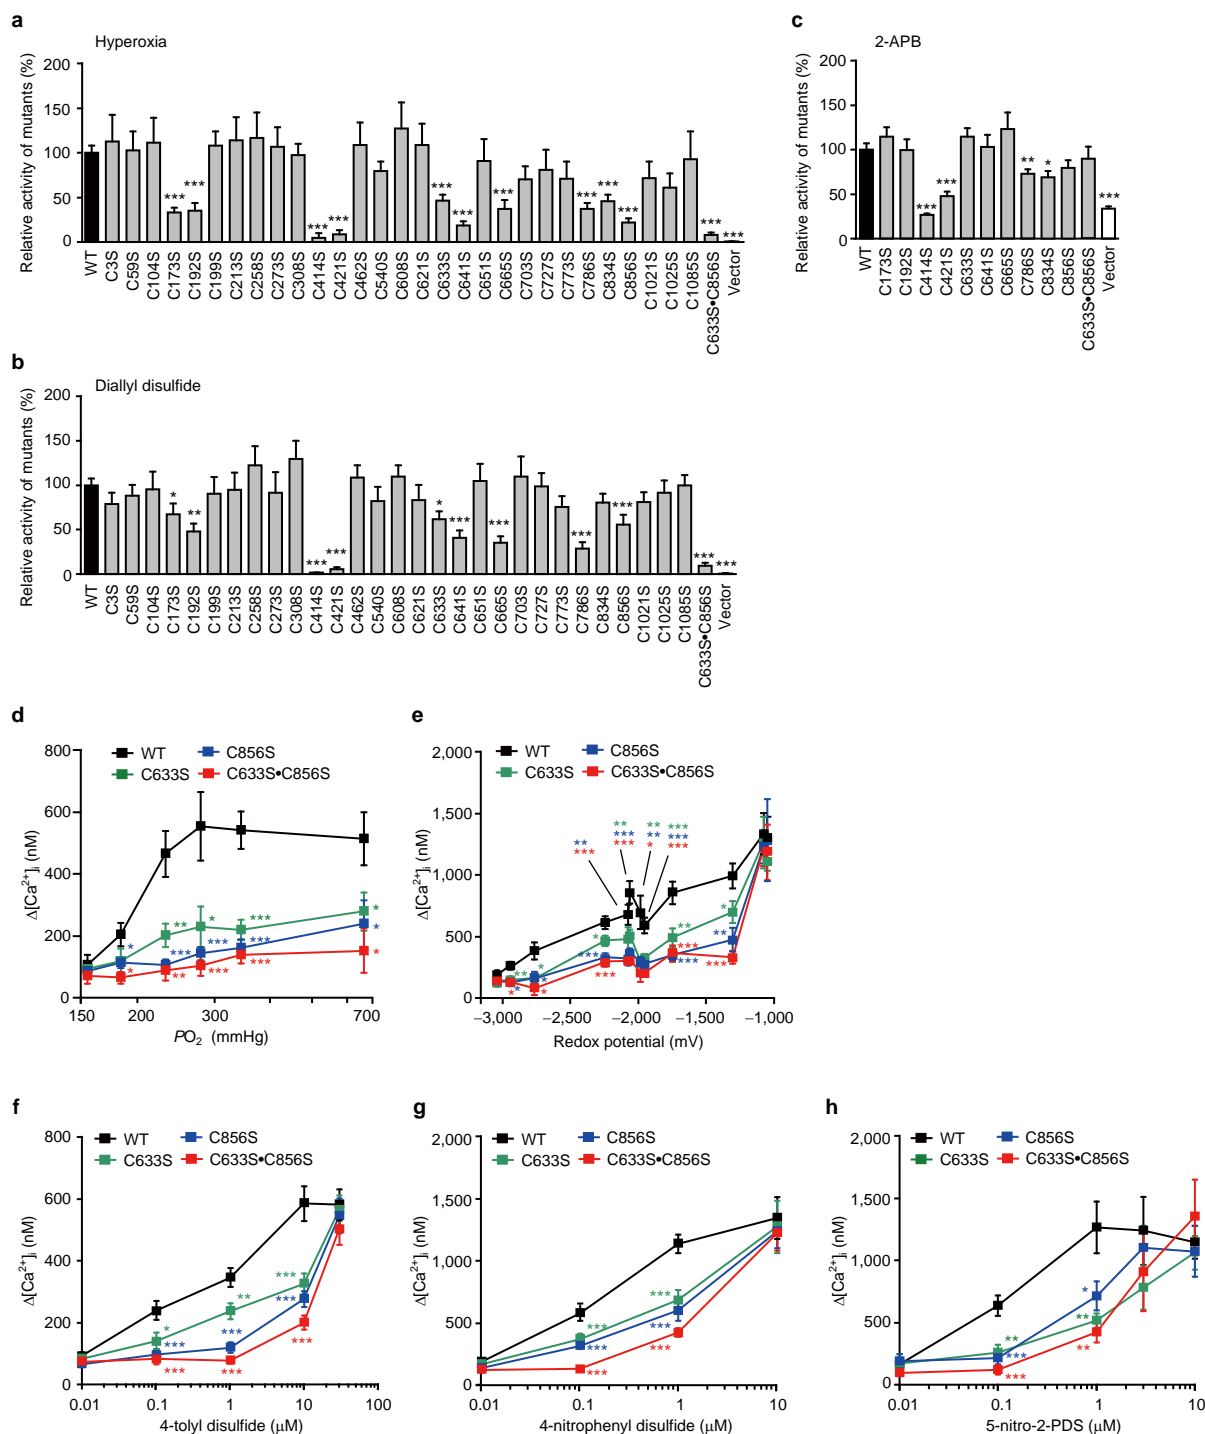 a
Hyperoxia
Relative activity of mutants (%)
200
150
100
50
0
WT
C3S
C59S
C104S
C173S
C192S
C199S
C213S
C258S
C273S
C308S
C414S
C421S
C462S
C540S
C608S
C621S
C633S
C641S
C651S
C665S
C703S
C727S
C773S
C786S
C834S
C856S
C1021S
C1025S
C1085S
C633S•C856S
Vector
*** *** *** *** *** *** *** *** *** *** *** ***
c
2-APB
Relative activity of mutants (%)
200
150
100
50
0
WT
C173S
C192S
C414S
C421S
C633S
C641S
C665S
C786S
C834S
C856S
C633S•C856S
Vector
*** *** ** * ***
b
Diallyl disulfide
Relative activity of mutants (%)
200
150
100
50
0
WT
C3S
C59S
C104S
C173S
C192S
C199S
C213S
C258S
C273S
C308S
C414S
C421S
C462S
C540S
C608S
C621S
C633S
C641S
C651S
C665S
C703S
C727S
C773S
C786S
C834S
C856S
C1021S
C1025S
C1085S
C633S•C856S
Vector
* ** *** *** * *** *** *** *** *** ***
d
WT
C633S
C856S
C633S•C856S
Δ[Ca²⁺]ᵢ (nM)
800
600
400
200
0
150 200 300 700
PO₂ (mmHg)
e
WT
C633S
C856S
C633S•C856S
Δ[Ca²⁺]ᵢ (nM)
2,000
1,500
1,000
500
0
–3,000 –2,500 –2,000 –1,500 –1,000
Redox potential (mV)
f
WT
C633S
C856S
C633S•C856S
Δ[Ca²⁺]ᵢ (nM)
800
600
400
200
0
0.01 0.1 1 10 100
4-tolyl disulfide (μM)
g
WT
C633S
C856S
C633S•C856S
Δ[Ca²⁺]ᵢ (nM)
2,000
1,500
1,000
500
0
0.01 0.1 1 10
4-nitrophenyl disulfide (μM)
h
WT
C633S
C856S
C633S•C856S
Δ[Ca²⁺]ᵢ (nM)
2,000
1,500
1,000
500
0
0.01 0.1 1 10
5-nitro-2-PDS (μM)